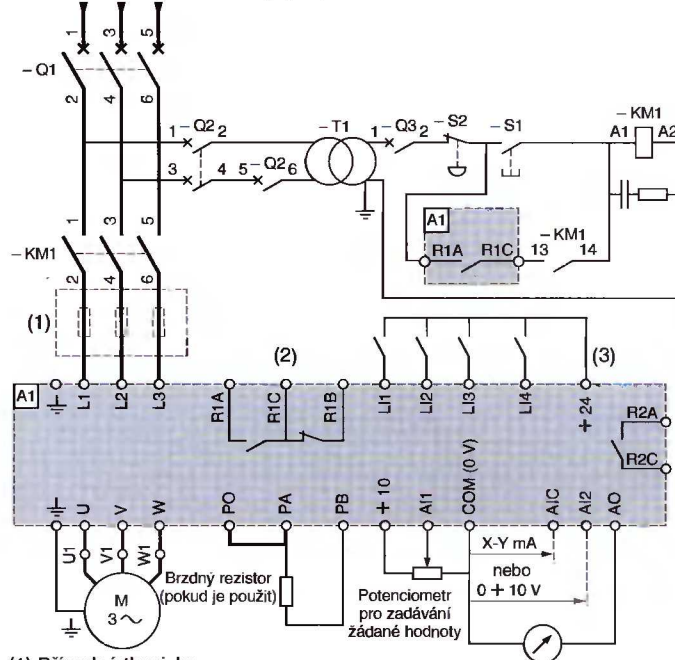 1 3 5
– Q1
2 4 6
1 – Q2 2
– T1
1 – Q3 2
– S2
– S1
– KM1
A1 A2
3 4 5 – Q2 6
A1
R1A R1C
13 – KM1 14
1 3 5
– KM1
2 4 6
(1)
(2)
(3)
A1
L1 L2 L3 R1A R1C R1B LI1 LI2 LI3 LI4 + 24
R2A
R2C
U V W PO PA PB + 10 AI1 COM (0 V) AIC AI2 AO
U1 V1 W1
X-Y mA
nebo
0 + 10 V
M
3 ~
Brzdný rezistor
(pokud je použit)
Potenciometr
pro zadávání
žádané hodnoty